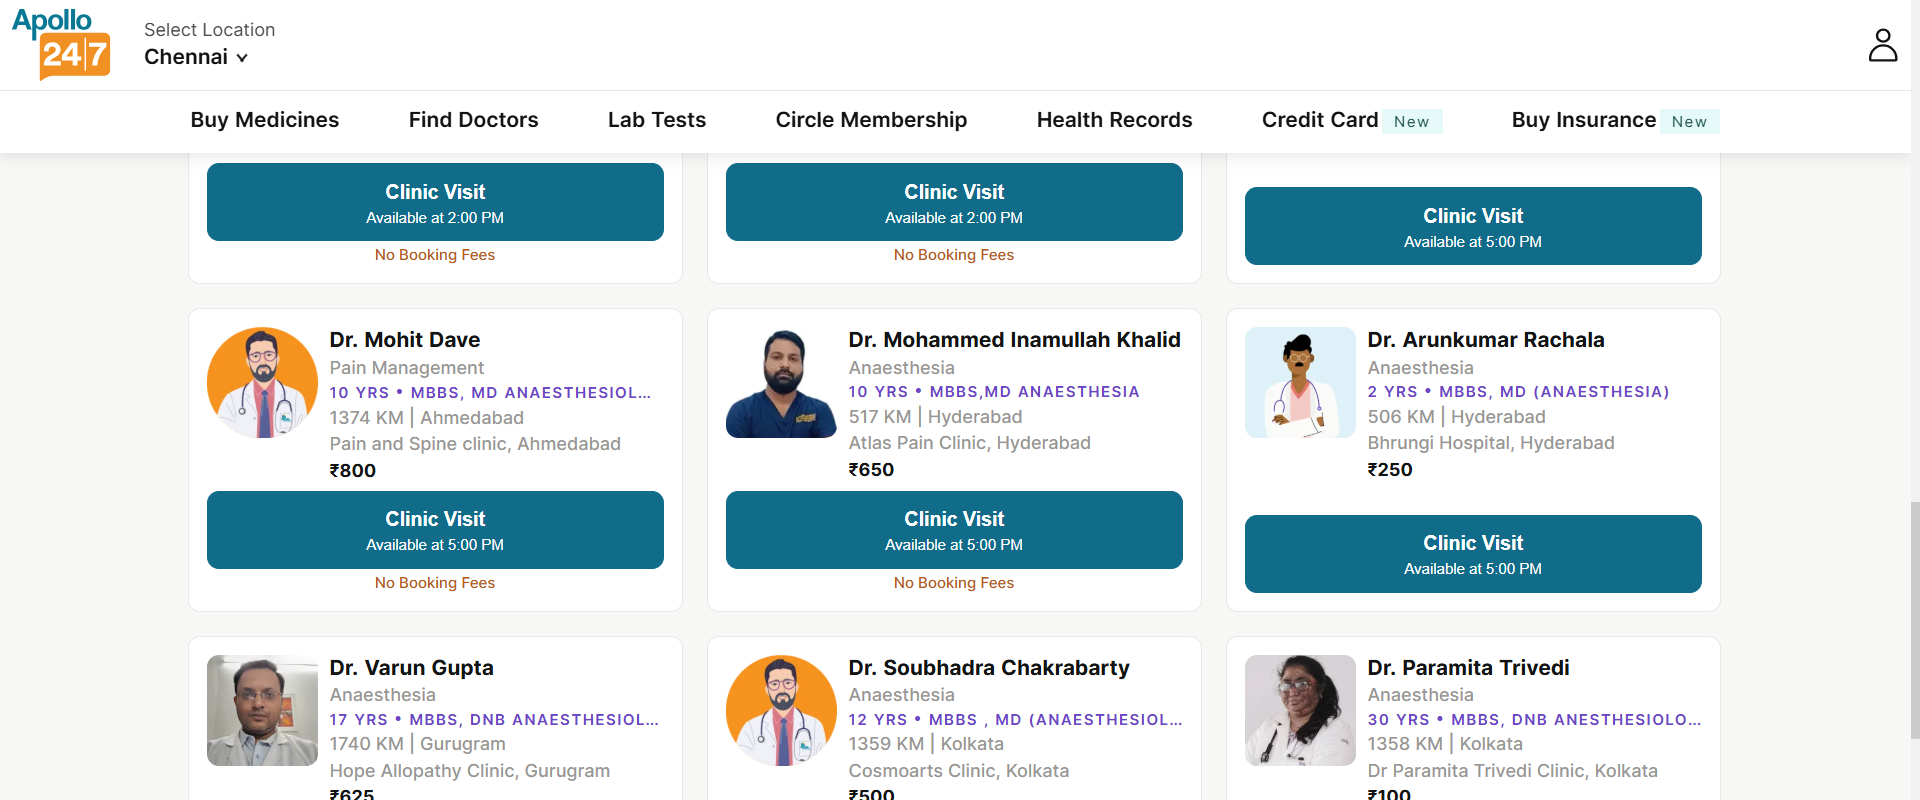 Apollo
24|7
Select Location
Chennai
Buy Medicines
Find Doctors
Lab Tests
Circle Membership
Health Records
Credit Card New
Buy Insurance New
Clinic Visit
Available at 2:00 PM
No Booking Fees
Clinic Visit
Available at 2:00 PM
No Booking Fees
Clinic Visit
Available at 5:00 PM
Dr. Mohit Dave
Pain Management
10 YRS • MBBS, MD ANAESTHESIOL...
1374 KM | Ahmedabad
Pain and Spine clinic, Ahmedabad
₹800
Clinic Visit
Available at 5:00 PM
No Booking Fees
Dr. Mohammed Inamullah Khalid
Anaesthesia
10 YRS • MBBS,MD ANAESTHESIA
517 KM | Hyderabad
Atlas Pain Clinic, Hyderabad
₹650
Clinic Visit
Available at 5:00 PM
No Booking Fees
Dr. Arunkumar Rachala
Anaesthesia
2 YRS • MBBS, MD (ANAESTHESIA)
506 KM | Hyderabad
Bhrungi Hospital, Hyderabad
₹250
Clinic Visit
Available at 5:00 PM
Dr. Varun Gupta
Anaesthesia
17 YRS • MBBS, DNB ANAESTHESIOL...
1740 KM | Gurugram
Hope Allopathy Clinic, Gurugram
₹625
Dr. Soubhadra Chakrabarty
Anaesthesia
12 YRS • MBBS , MD (ANAESTHESIOL...
1359 KM | Kolkata
Cosmoarts Clinic, Kolkata
₹500
Dr. Paramita Trivedi
Anaesthesia
30 YRS • MBBS, DNB ANESTHESIOLO...
1358 KM | Kolkata
Dr Paramita Trivedi Clinic, Kolkata
₹100